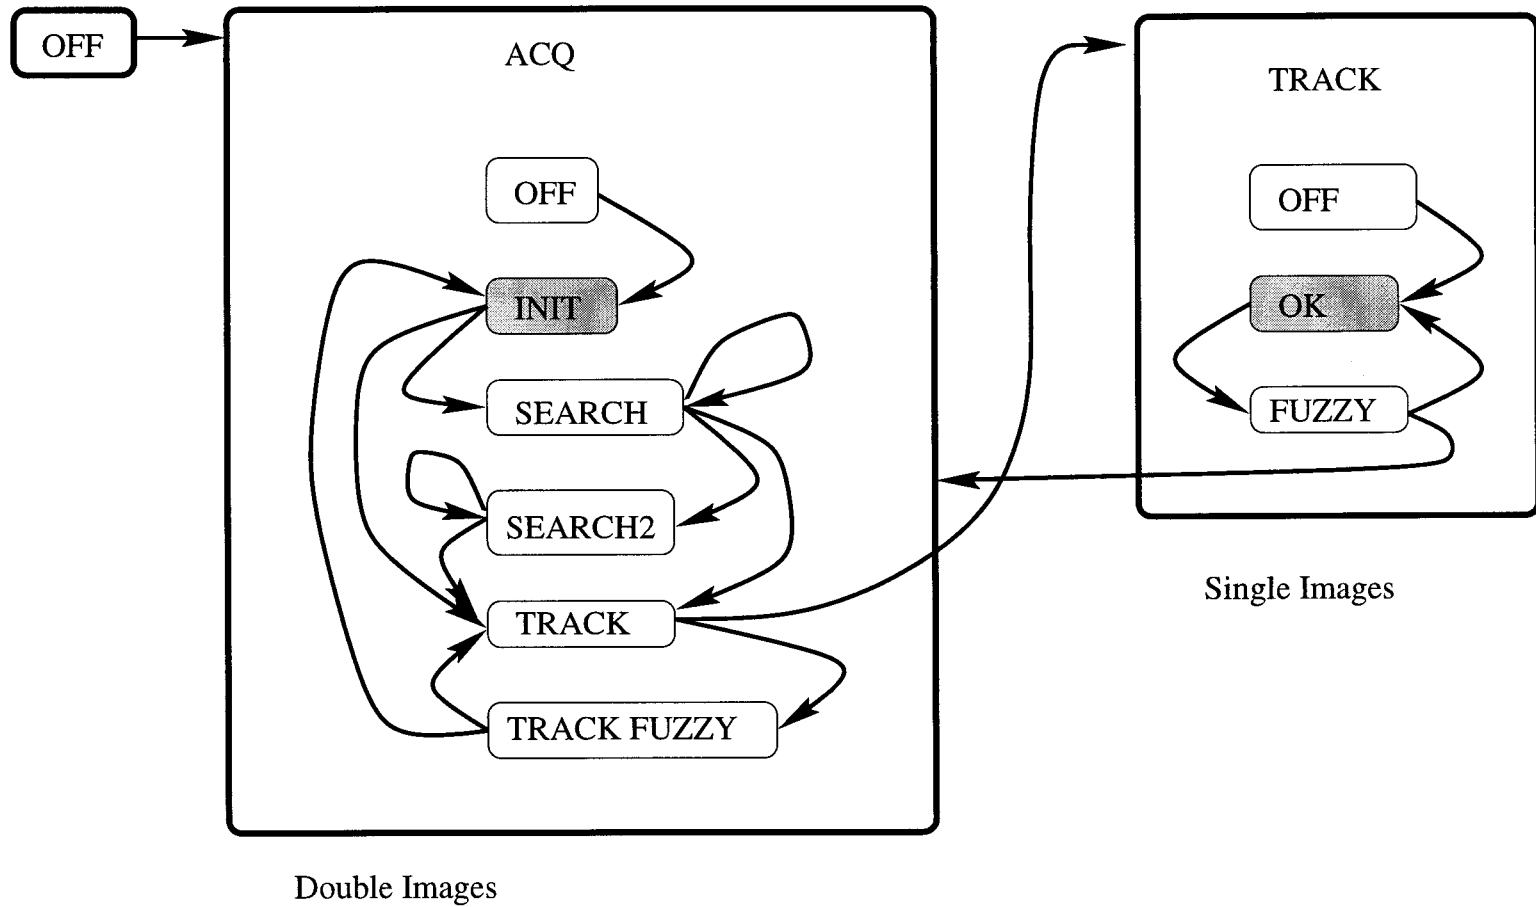 OFF
ACQ
OFF
INIT
SEARCH
SEARCH2
TRACK
TRACK FUZZY
Double Images
TRACK
OFF
OK
FUZZY
Single Images